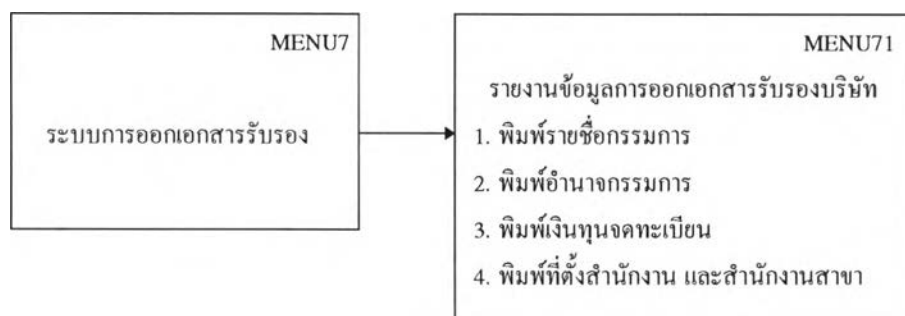 MENU7
ระบบการออกเอกสารรับรอง
MENU71
รายงานข้อมูลการออกเอกสารรับรองบริษัท
1. พิมพ์รายชื่อกรรมการ
2. พิมพ์อำนาจกรรมการ
3. พิมพ์เงินทุนจดทะเบียน
4. พิมพ์ที่ตั้งสำนักงาน และสำนักงานสาขา